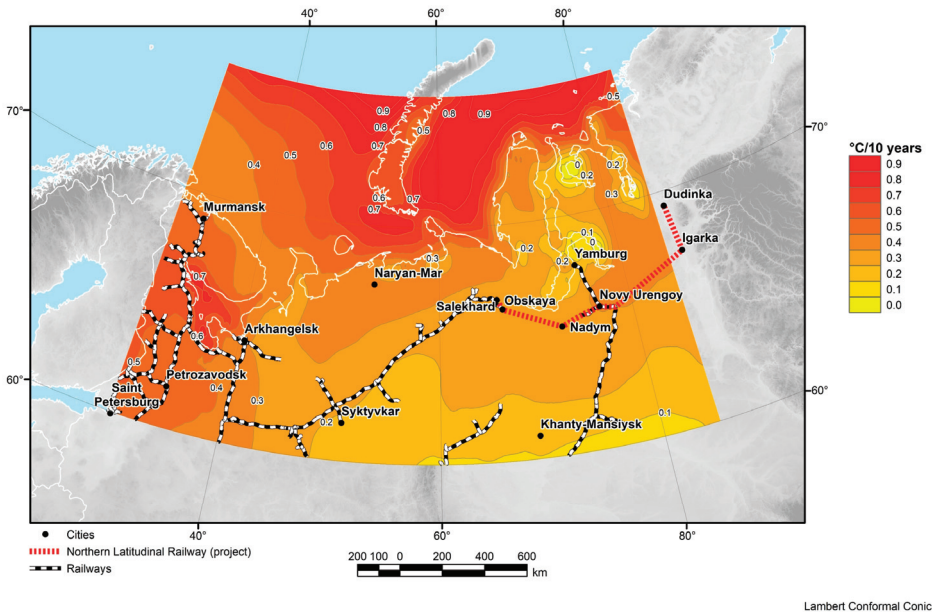 40° 60° 80°
70° 70°
60° 60°
40° 60° 80°
0.5
0.9 0.8 0.9
0.8 0.5
0.6 0.7
0.5
0.4
0 0.2
0.2
0.3
0.6 0.7
0.7
Murmansk
0.1
0
0.2
Yamburg
0.2
0.3
Naryan-Mar
Dudinka
Igarka
0.7
Obskaya
Salekhard
Novy Urengoy
Nadym
Arkhangelsk
0.6
0.5
Petrozavodsk
Saint
Petersburg
0.4
0.3
Syktyvkar
0.2
Khanty-Mansiysk
0.1
°C/10 years
0.9
0.8
0.7
0.6
0.5
0.4
0.3
0.2
0.1
0.0
Cities
Northern Latitudinal Railway (project)
Railways
200 100 0 200 400 600
km
Lambert Conformal Conic